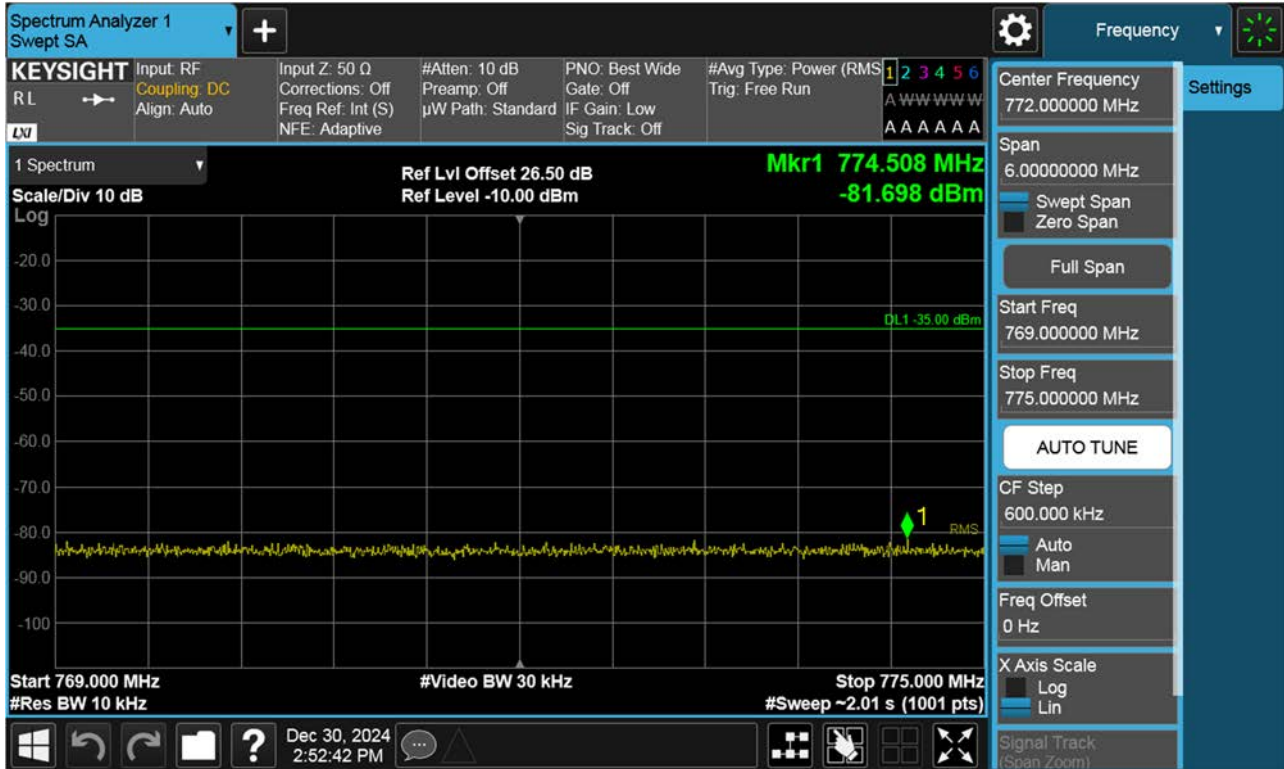 Spectrum Analyzer 1
Swept SA
Frequency
KEYSIGHT
RL
LXI
Input: RF
Coupling: DC
Align: Auto
Input Z: 50 Ω
Corrections: Off
Freq Ref: Int (S)
NFE: Adaptive
#Atten: 10 dB
Preamp: Off
µW Path: Standard
PNO: Best Wide
Gate: Off
IF Gain: Low
Sig Track: Off
#Avg Type: Power (RMS
Trig: Free Run
1 2 3 4 5 6
A W W W W W
A A A A A A
1 Spectrum
Scale/Div 10 dB
Log
Ref Lvl Offset 26.50 dB
Ref Level -10.00 dBm
Mkr1 774.508 MHz
-81.698 dBm
-20.0
-30.0
DL1 -35.00 dBm
-40.0
-50.0
-60.0
-70.0
1
-80.0
RMS
-90.0
-100
Start 769.000 MHz
#Res BW 10 kHz
#Video BW 30 kHz
Stop 775.000 MHz
#Sweep ~2.01 s (1001 pts)
Center Frequency
772.000000 MHz
Settings
Span
6.00000000 MHz
Swept Span
Zero Span
Full Span
Start Freq
769.000000 MHz
Stop Freq
775.000000 MHz
AUTO TUNE
CF Step
600.000 kHz
Auto
Man
Freq Offset
0 Hz
X Axis Scale
Log
Lin
Signal Track
(Span Zoom)
?
Dec 30, 2024
2:52:42 PM